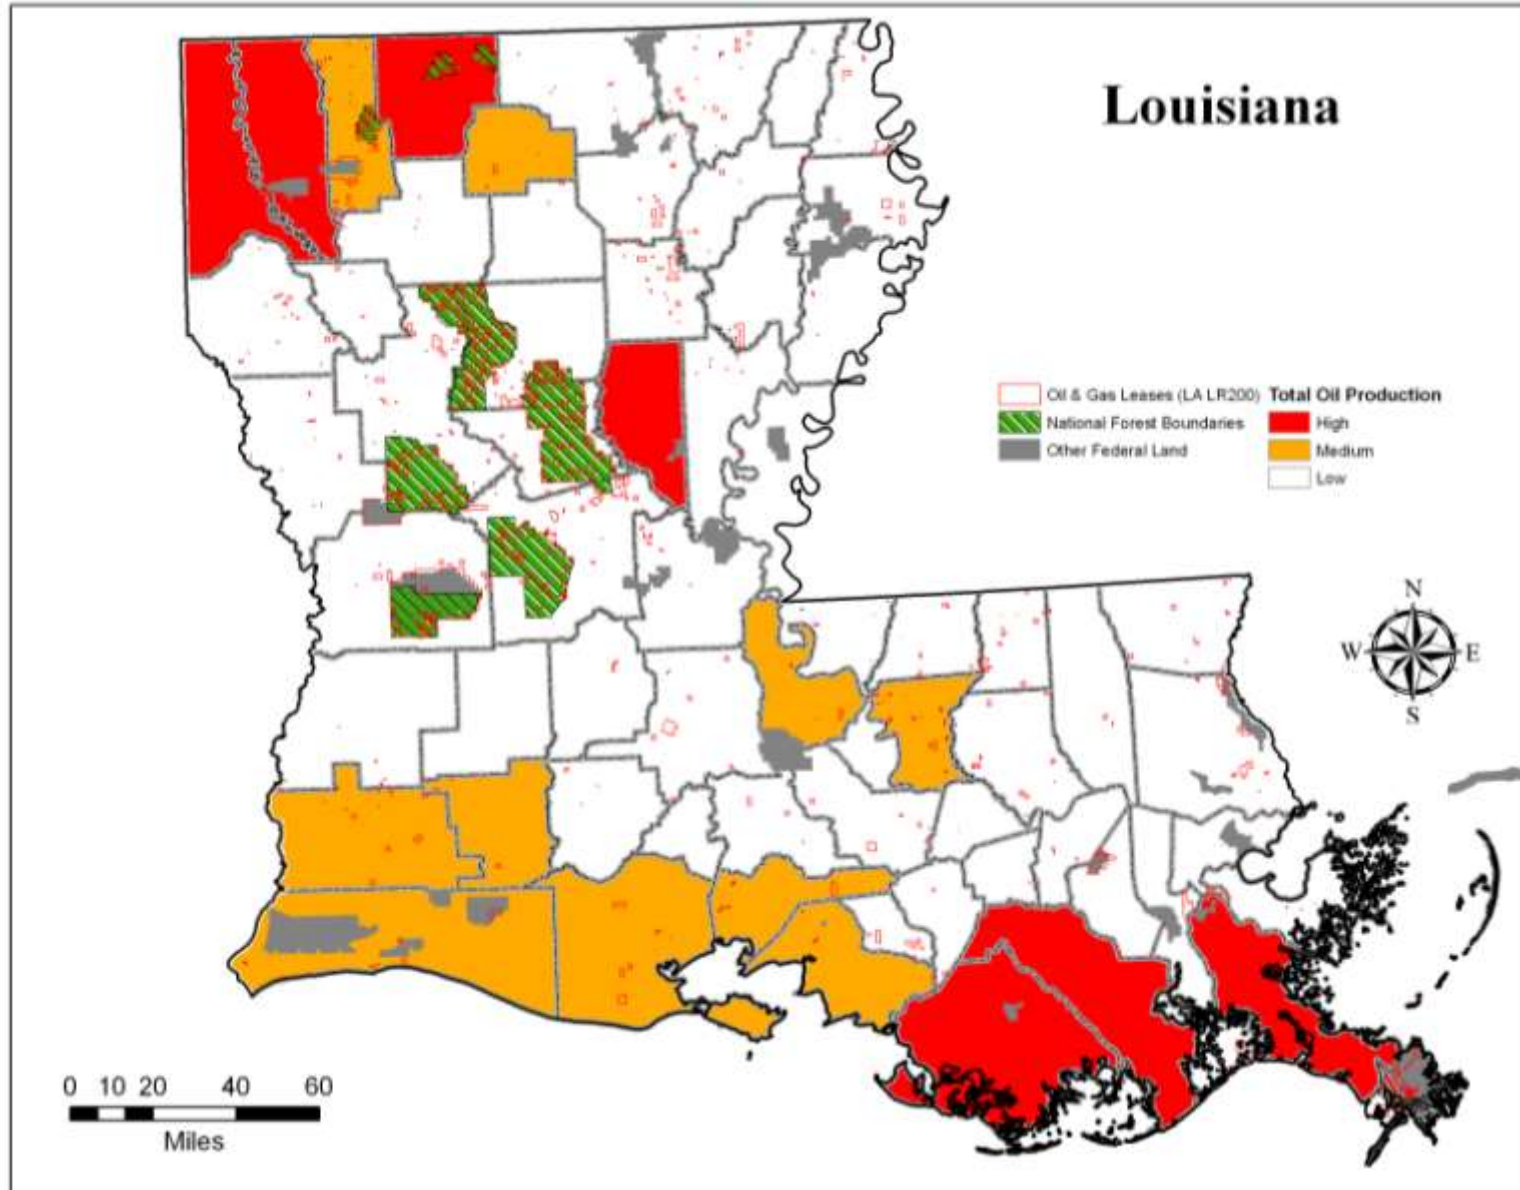 Louisiana
Oil & Gas Leases (LA LR200)
National Forest Boundaries
Other Federal Land
Total Oil Production
High
Medium
Low
N
W E
S
0 10 20 40 60
Miles